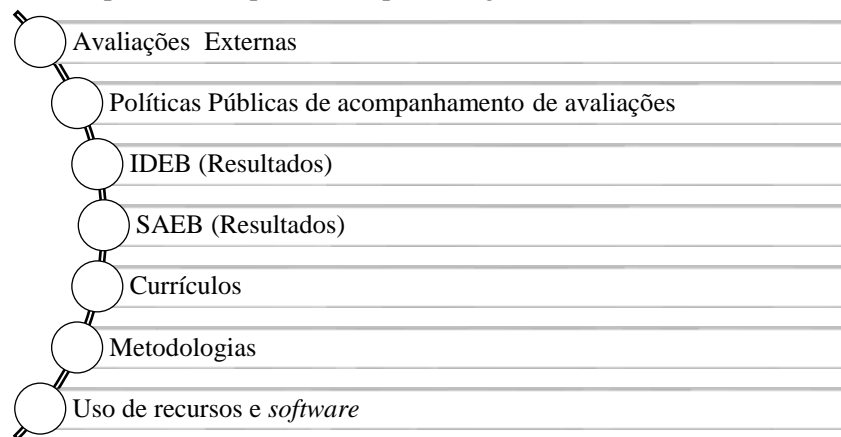 Avaliações Externas
Políticas Públicas de acompanhamento de avaliações
IDEB (Resultados)
SAEB (Resultados)
Currículos
Metodologias
Uso de recursos e software